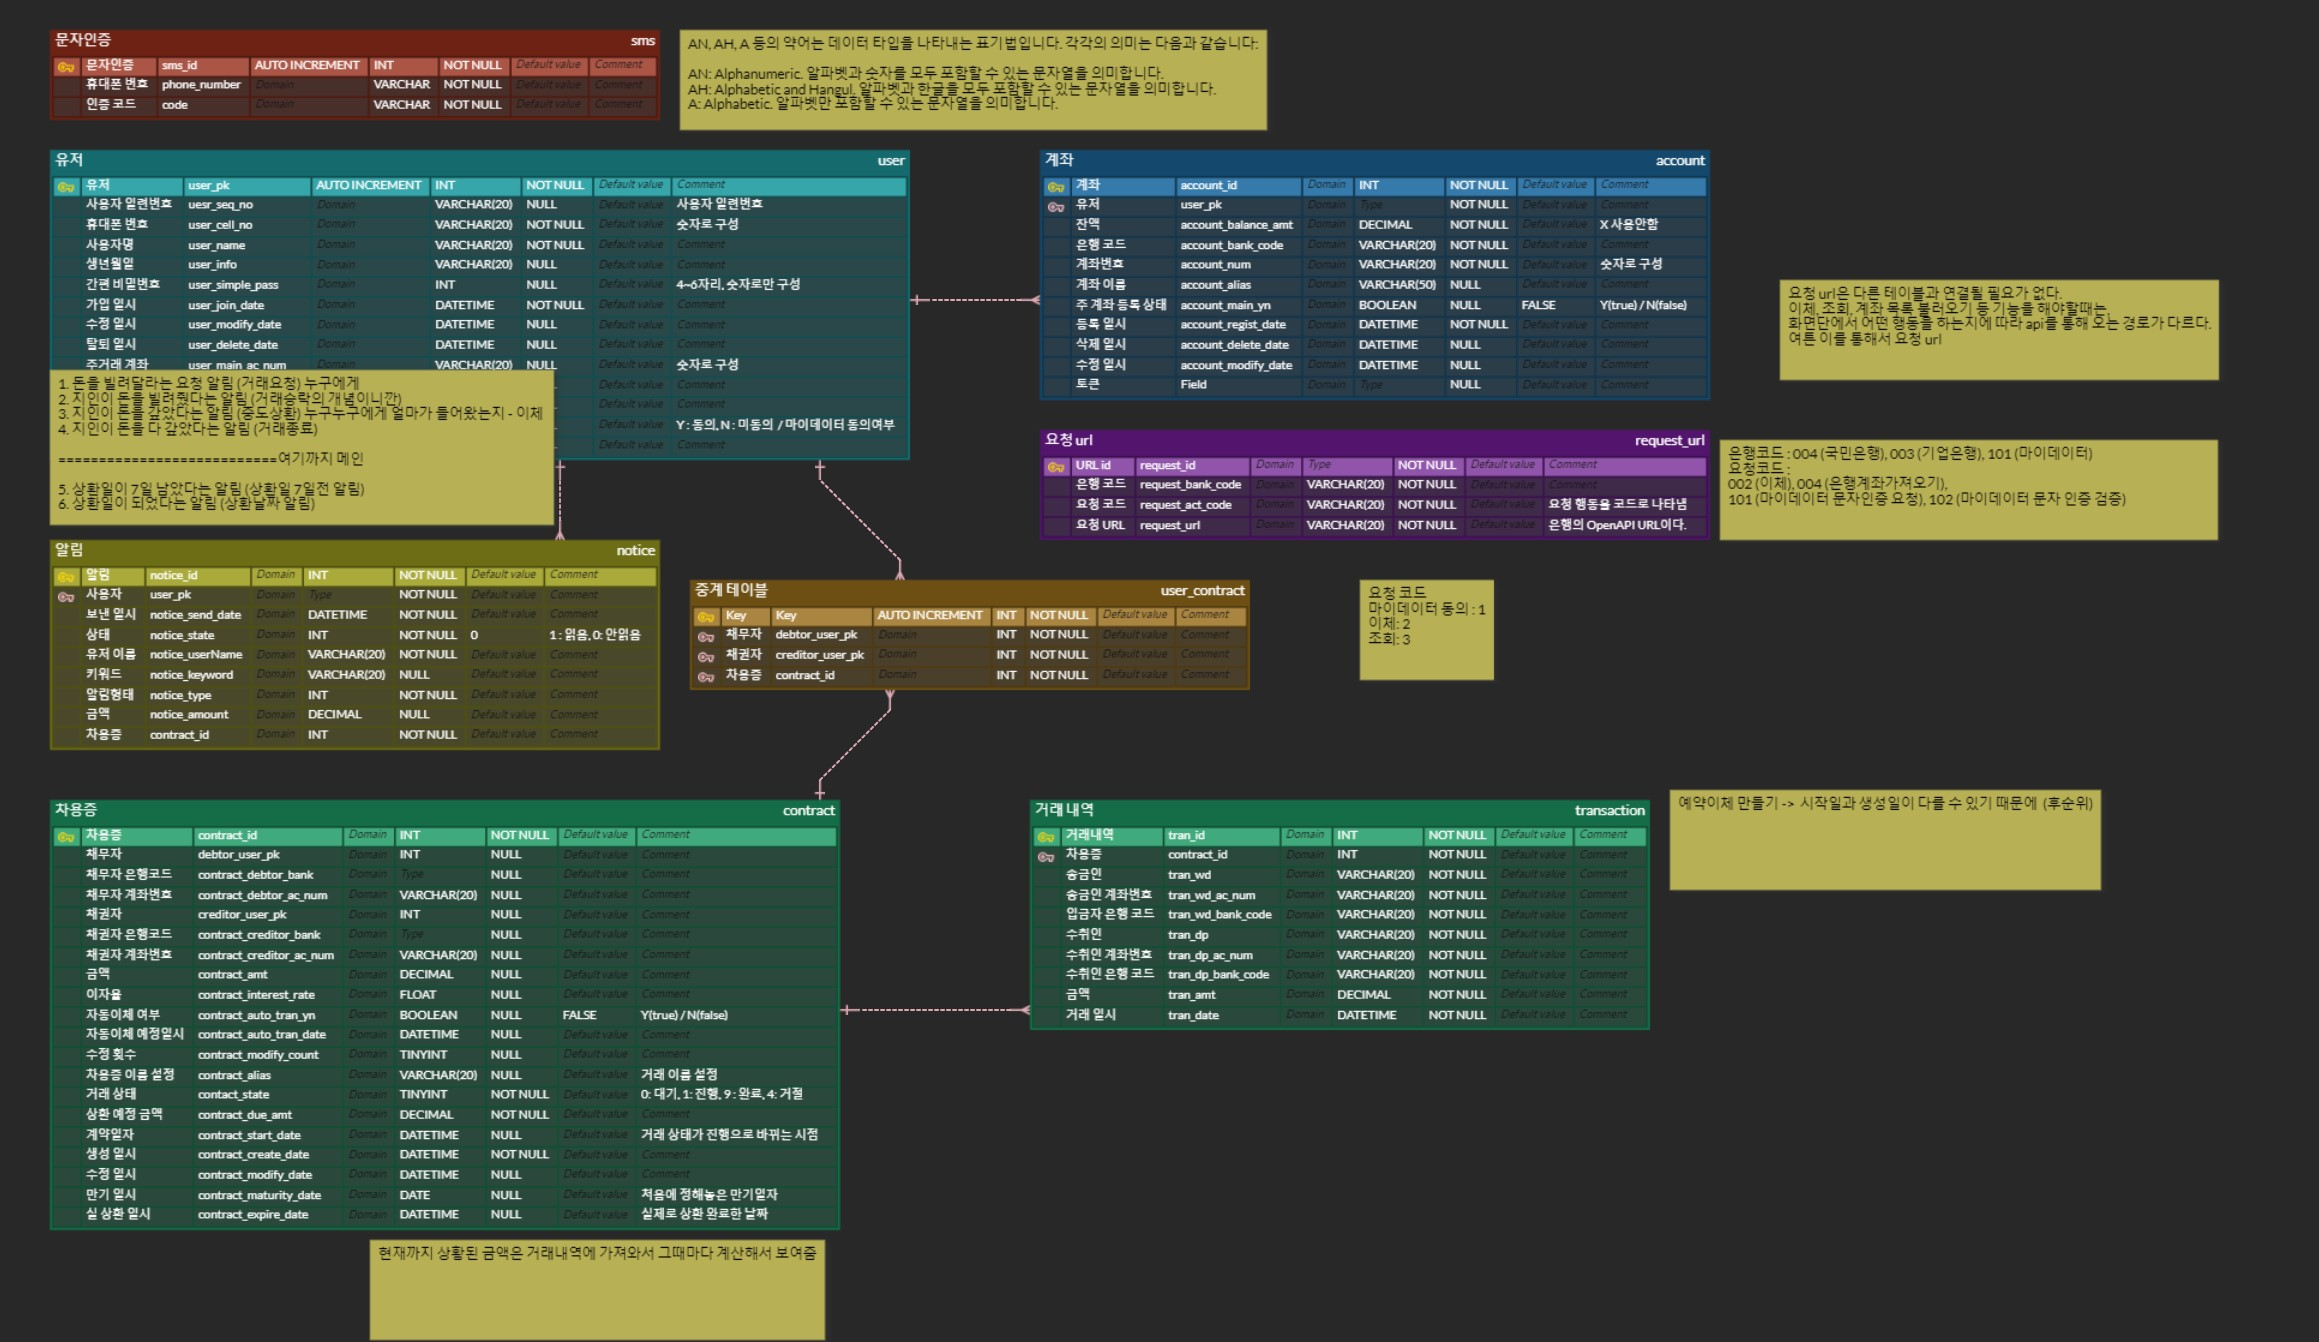 문자인증 sms
문자인증 sms_id AUTO INCREMENT INT NOT NULL Default value Comment
휴대폰 번호 phone_number Domain VARCHAR NOT NULL Default value Comment
인증 코드 code Domain VARCHAR NOT NULL Default value Comment
AN, AH, A 등의 약어는 데이터 타입을 나타내는 표기법입니다. 각각의 의미는 다음과 같습니다:
AN: Alphanumeric. 알파벳과 숫자를 모두 포함할 수 있는 문자열을 의미합니다.
AH: Alphabetic and Hangul. 알파벳과 한글을 모두 포함할 수 있는 문자열을 의미합니다.
A: Alphabetic. 알파벳만 포함할 수 있는 문자열을 의미합니다.
유저 user
유저 user_pk AUTO INCREMENT INT NOT NULL Default value Comment
사용자 일련번호 uesr_seq_no Domain VARCHAR(20) NULL Default value 사용자 일련번호
휴대폰 번호 user_cell_no Domain VARCHAR(20) NOT NULL Default value 숫자로 구성
사용자명 user_name Domain VARCHAR(20) NOT NULL Default value Comment
생년월일 user_info Domain VARCHAR(20) NULL Default value Comment
간편 비밀번호 user_simple_pass Domain INT NULL Default value 4~6자리, 숫자로만 구성
가입 일시 user_join_date Domain DATETIME NOT NULL Default value Comment
수정 일시 user_modify_date Domain DATETIME NULL Default value Comment
탈퇴 일시 user_delete_date Domain DATETIME NULL Default value Comment
주거래 계좌 user_main_ac_num Domain VARCHAR(20) NULL Default value 숫자로 구성
Default value Comment
Default value Comment
Default value Y : 동의, N : 미동의 / 마이데이터 동의여부
Default value Comment
1. 돈을 빌려달라는 요청 알림 (거래요청) 누구에게
2. 지인이 돈을 빌려줬다는 알림 (거래승락의 개념이니깐)
3. 지인이 돈을 갚았다는 알림 (중도상환) 누구누구에게 얼마가 들어왔는지 - 이체
4. 지인이 돈을 다 갚았다는 알림 (거래종료)
===========================여기까지 메인
5. 상환일이 7일 남았다는 알림 (상환일 7일전 알림)
6. 상환일이 되었다는 알림 (상환날짜 알림)
계좌 account
계좌 account_id Domain INT NOT NULL Default value Comment
유저 user_pk Domain Type NOT NULL Default value Comment
잔액 account_balance_amt Domain DECIMAL NOT NULL Default value X 사용안함
은행 코드 account_bank_code Domain VARCHAR(20) NOT NULL Default value Comment
계좌번호 account_num Domain VARCHAR(20) NOT NULL Default value 숫자로 구성
계좌 이름 account_alias Domain VARCHAR(50) NULL Default value Comment
주 계좌 등록 상태 account_main_yn Domain BOOLEAN NULL FALSE Y(true) / N(false)
등록 일시 account_regist_date Domain DATETIME NOT NULL Default value Comment
삭제 일시 account_delete_date Domain DATETIME NULL Default value Comment
수정 일시 account_modify_date Domain DATETIME NULL Default value Comment
토큰 Field Domain Type NULL Default value Comment
요청 url은 다른 테이블과 연결될 필요가 없다.
이체, 조회, 계좌 목록 불러오기 등 기능을 해야할때는,
화면단에서 어떤 행동을 하는지에 따라 api를 통해 오는 경로가 다르다.
여튼 이를 통해서 요청 url
요청 url request_url
URL id request_id Domain Type NOT NULL Default value Comment
은행 코드 request_bank_code Domain VARCHAR(20) NOT NULL Default value Comment
요청 코드 request_act_code Domain VARCHAR(20) NOT NULL Default value 요청 행동을 코드로 나타냄
요청 URL request_url Domain VARCHAR(20) NOT NULL Default value 은행의 OpenAPI URL이다.
은행코드 : 004 (국민은행), 003 (기업은행), 101 (마이데이터)
요청코드 :
002 (이체), 004 (은행계좌가져오기),
101 (마이데이터 문자인증 요청), 102 (마이데이터 문자 인증 검증)
알림 notice
알림 notice_id Domain INT NOT NULL Default value Comment
사용자 user_pk Domain Type NOT NULL Default value Comment
보낸 일시 notice_send_date Domain DATETIME NOT NULL Default value Comment
상태 notice_state Domain INT NOT NULL 0 1 : 읽음, 0: 안읽음
유저 이름 notice_userName Domain VARCHAR(20) NOT NULL Default value Comment
키워드 notice_keyword Domain VARCHAR(20) NULL Default value Comment
알림형태 notice_type Domain INT NOT NULL Default value Comment
금액 notice_amount Domain DECIMAL NULL Default value Comment
차용증 contract_id Domain INT NOT NULL Default value Comment
중계 테이블 user_contract
Key Key AUTO INCREMENT INT NOT NULL Default value Comment
채무자 debtor_user_pk Domain INT NOT NULL Default value Comment
채권자 creditor_user_pk Domain INT NOT NULL Default value Comment
차용증 contract_id Domain INT NOT NULL Default value Comment
요청 코드
마이데이터 동의 : 1
이체: 2
조회: 3
차용증 contract
차용증 contract_id Domain INT NOT NULL Default value Comment
채무자 debtor_user_pk Domain INT NULL Default value Comment
채무자 은행코드 contract_debtor_bank Domain Type NULL Default value Comment
채무자 계좌번호 contract_debtor_ac_num Domain VARCHAR(20) NULL Default value Comment
채권자 creditor_user_pk Domain INT NULL Default value Comment
채권자 은행코드 contract_creditor_bank Domain Type NULL Default value Comment
채권자 계좌번호 contract_creditor_ac_num Domain VARCHAR(20) NULL Default value Comment
금액 contract_amt Domain DECIMAL NULL Default value Comment
이자율 contract_interest_rate Domain FLOAT NULL Default value Comment
자동이체 여부 contract_auto_tran_yn Domain BOOLEAN NULL FALSE Y(true) / N(false)
자동이체 예정일시 contract_auto_tran_date Domain DATETIME NULL Default value Comment
수정 횟수 contract_modify_count Domain TINYINT NULL Default value Comment
차용증 이름 설정 contract_alias Domain VARCHAR(20) NULL Default value 거래 이름 설정
거래 상태 contact_state Domain TINYINT NOT NULL Default value 0: 대기, 1: 진행, 9 : 완료, 4: 거절
상환 예정 금액 contract_due_amt Domain DECIMAL NOT NULL Default value Comment
계약일자 contract_start_date Domain DATETIME NULL Default value 거래 상태가 진행으로 바뀌는 시점
생성 일시 contract_create_date Domain DATETIME NOT NULL Default value Comment
수정 일시 contract_modify_date Domain DATETIME NULL Default value Comment
만기 일시 contract_maturity_date Domain DATE NULL Default value 처음에 정해놓은 만기일자
실 상환 일시 contract_expire_date Domain DATETIME NULL Default value 실제로 상환 완료한 날짜
거래 내역 transaction
거래내역 tran_id Domain INT NOT NULL Default value Comment
차용증 contract_id Domain INT NOT NULL Default value Comment
송금인 tran_wd Domain VARCHAR(20) NOT NULL Default value Comment
송금인 계좌번호 tran_wd_ac_num Domain VARCHAR(20) NOT NULL Default value Comment
입금자 은행 코드 tran_wd_bank_code Domain VARCHAR(20) NOT NULL Default value Comment
수취인 tran_dp Domain VARCHAR(20) NOT NULL Default value Comment
수취인 계좌번호 tran_dp_ac_num Domain VARCHAR(20) NOT NULL Default value Comment
수취인 은행 코드 tran_dp_bank_code Domain VARCHAR(20) NOT NULL Default value Comment
금액 tran_amt Domain DECIMAL NOT NULL Default value Comment
거래 일시 tran_date Domain DATETIME NOT NULL Default value Comment
예약이체 만들기 -> 시작일과 생성일이 다를 수 있기 때문에 (후순위)
현재까지 상황된 금액은 거래내역에 가져와서 그때마다 계산해서 보여줌